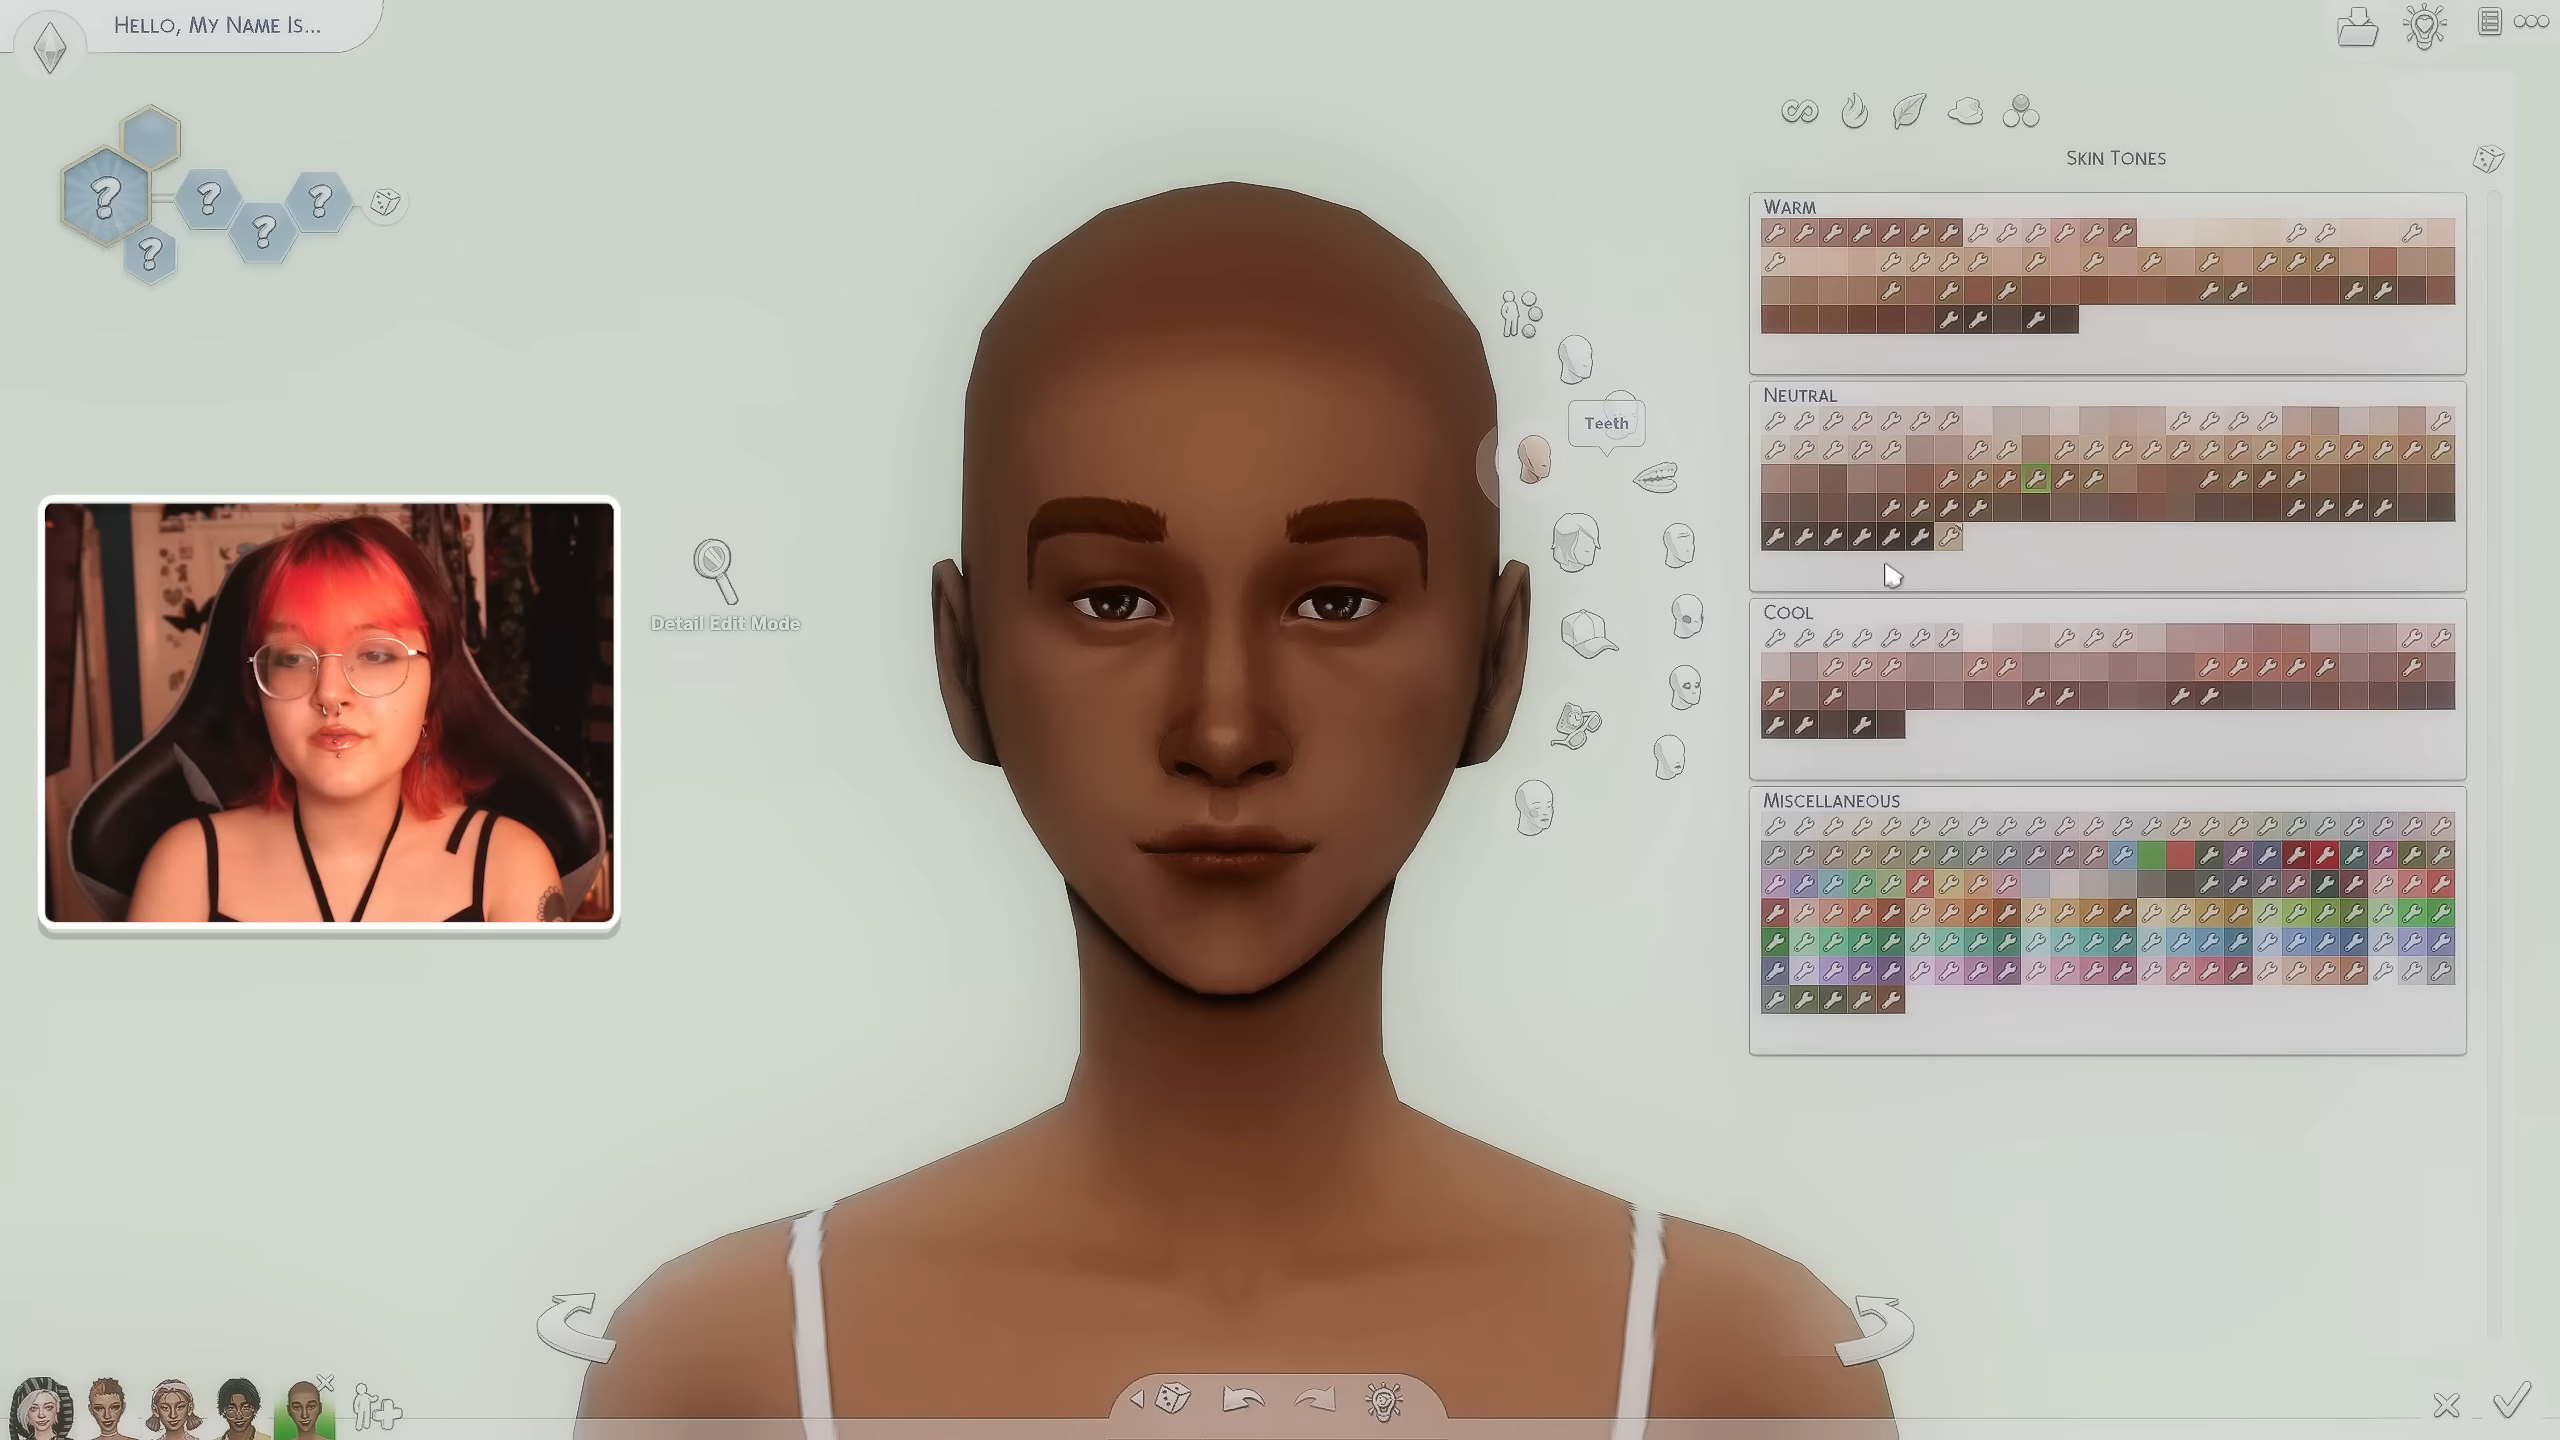 HELLO, MY NAME IS...
SKIN TONES
WARM
NEUTRAL
Teeth
Detail Edit Mode
COOL
MISCELLANEOUS